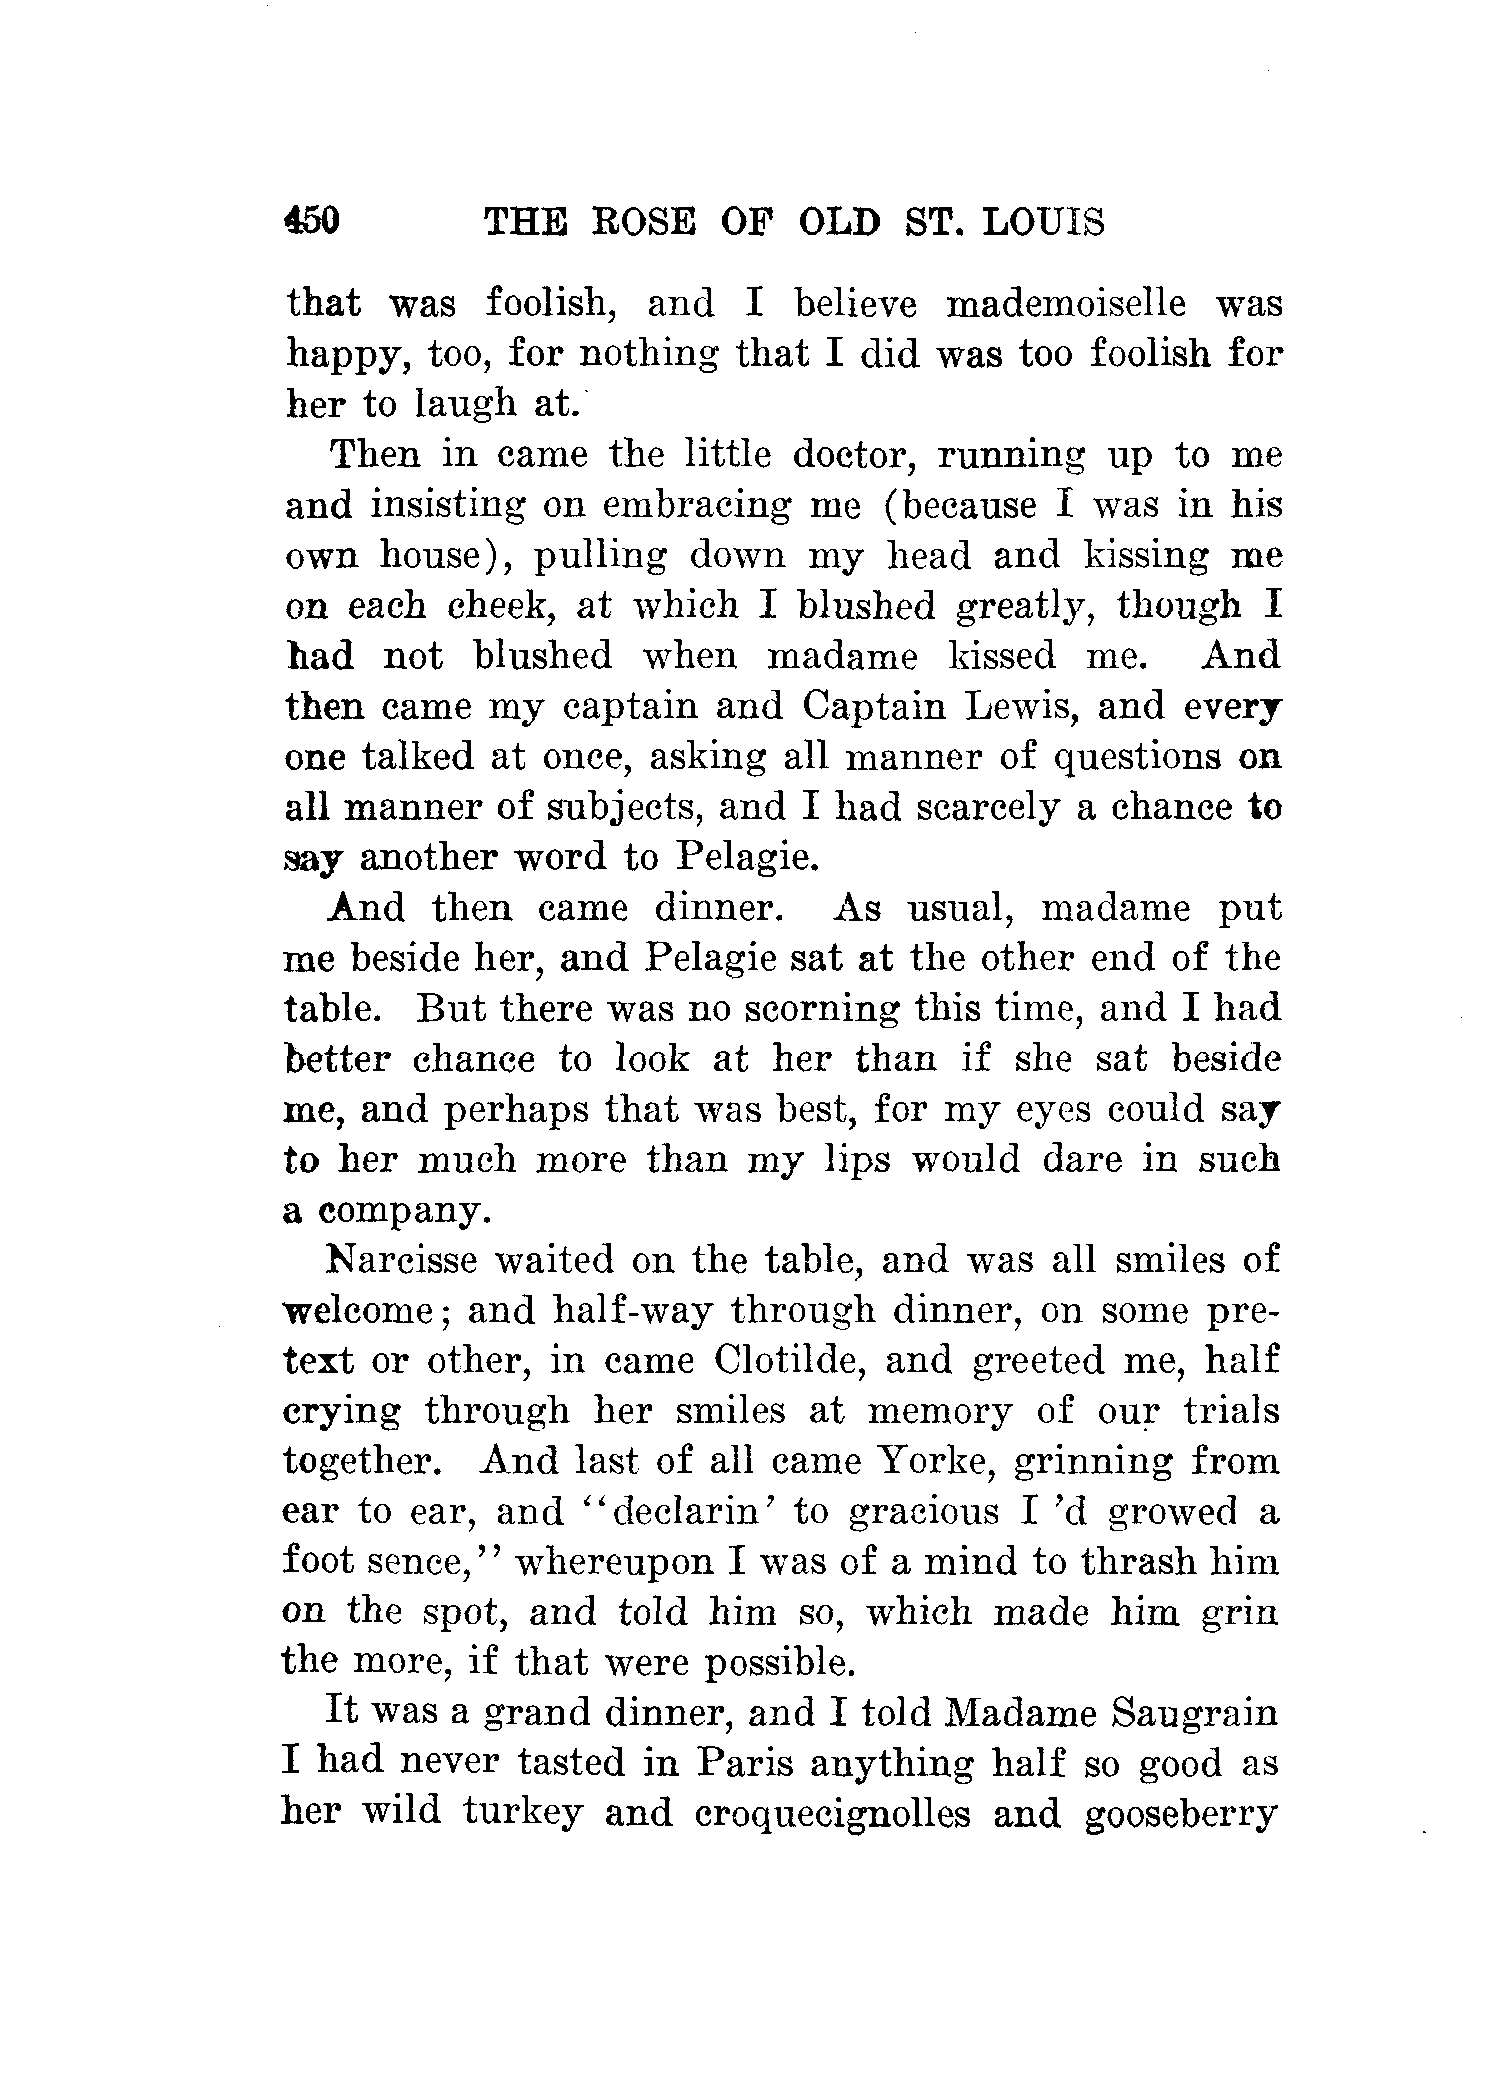 450 THE ROSE OF OLD ST. LOUIS
that was foolish, and I believe mademoiselle was
happy, too, for nothing that I did was too foolish for
her to laugh at.
Then in came the little doctor, running up to me
and insisting on embracing me (because I was in his
own house), pulling down my head and kissing me
on each cheek, at which I blushed greatly, though I
had not blushed when madame kissed me. And
then came my captain and Captain Lewis, and every
one talked at once, asking all manner of questions on
all manner of subjects, and I had scarcely a chance to
say another word to Pelagie.
And then came dinner. As usual, madame put
me beside her, and Pelagie sat at the other end of the
table. But there was no scorning this time, and I had
better chance to look at her than if she sat beside
me, and perhaps that was best, for my eyes could say
to her much more than my lips would dare in such
a company.
Narcisse waited on the table, and was all smiles of
welcome; and half-way through dinner, on some pre-
text or other, in came Clotilde, and greeted me, half
crying through her smiles at memory of our trials
together. And last of all came Yorke, grinning from
ear to ear, and "declarin' to gracious I 'd growed a
foot sence," whereupon I was of a mind to thrash him
on the spot, and told him so, which made him grin
the more, if that were possible.
It was a grand dinner, and I told Madame Saugrain
I had never tasted in Paris anything half so good as
her wild turkey and croquecignolles and gooseberry